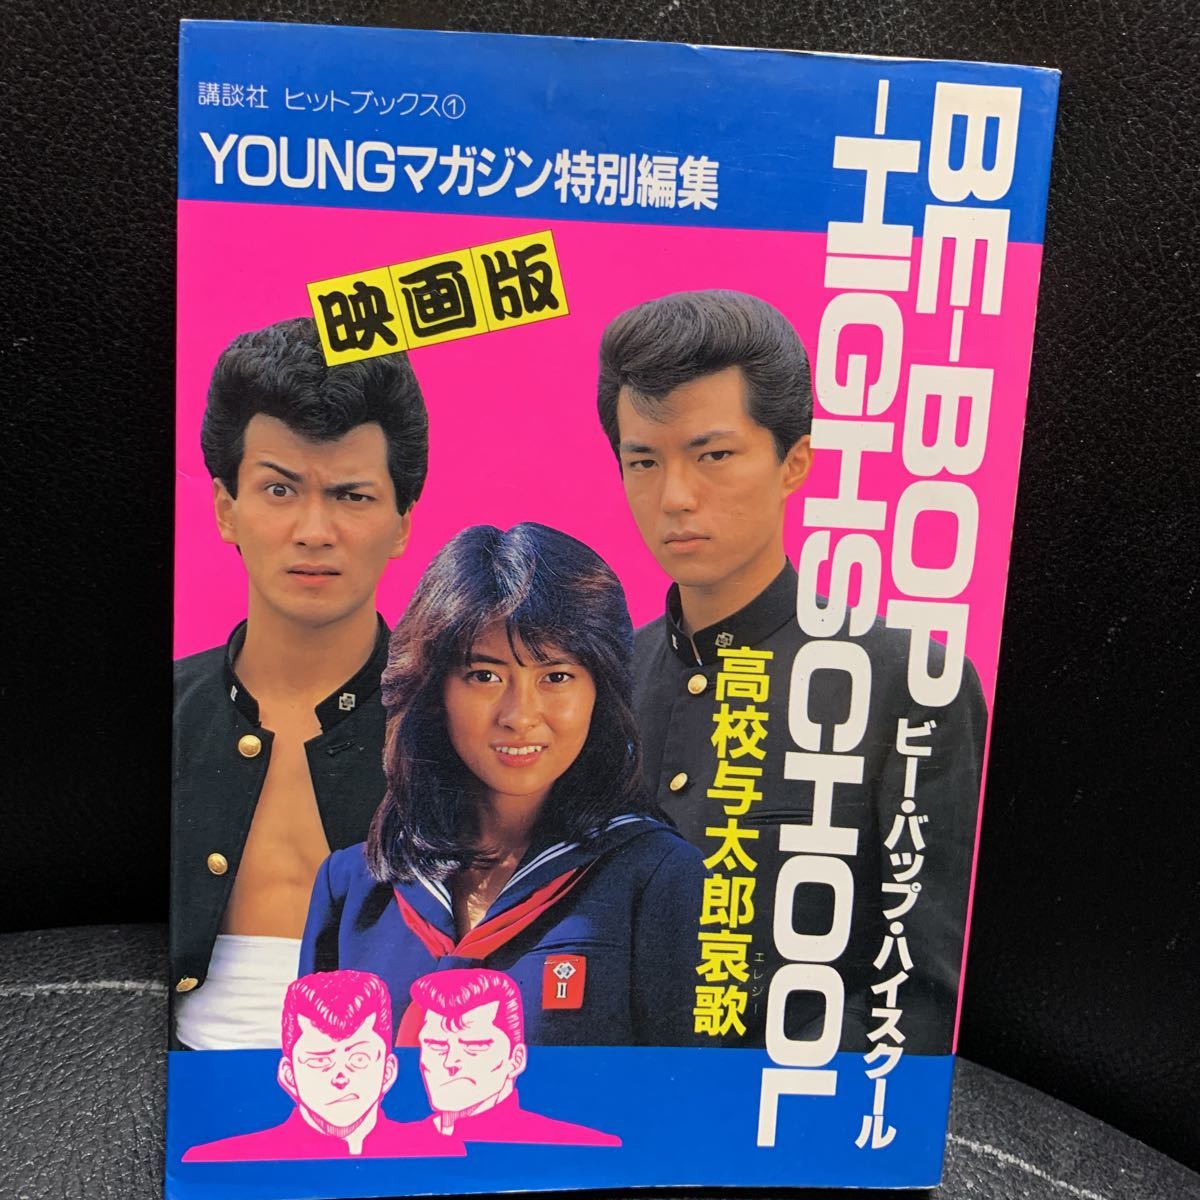 講談社 ヒットブックス①
YOUNGマガジン特別編集
映画版
BE-BOP
-HIGHSCHOOL
ビー・バップ・ハイスクール
高校与太郎哀歌
エレジー
II